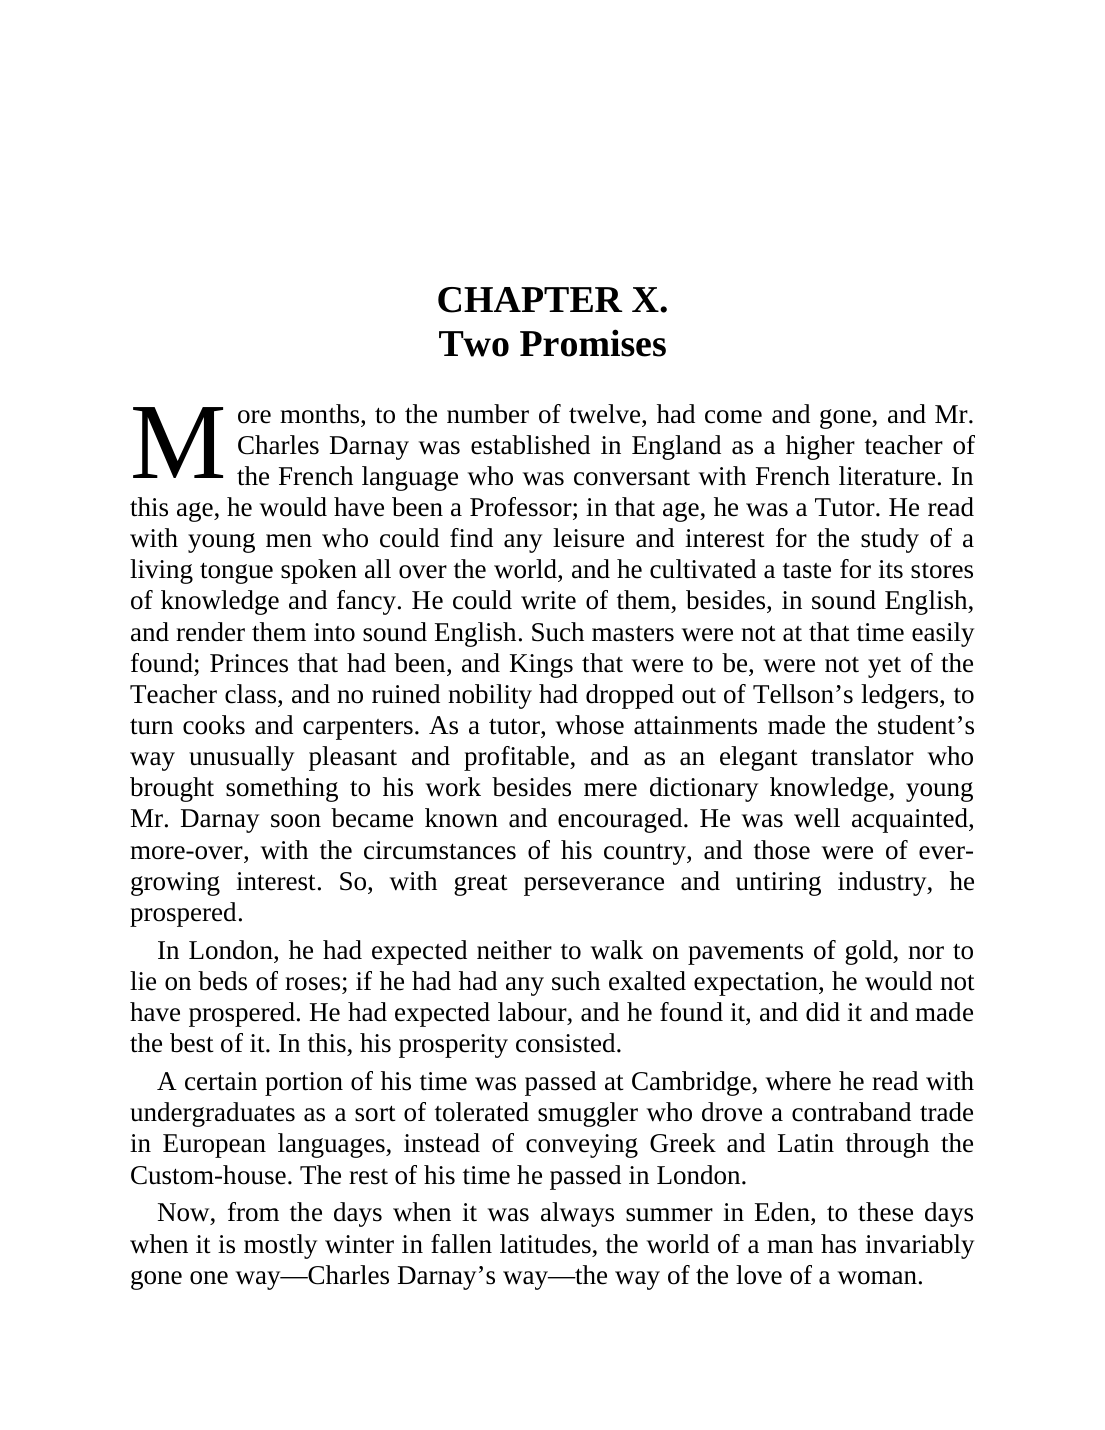 CHAPTER X.
Two Promises
More months, to the number of twelve, had come and gone, and Mr.
Charles Darnay was established in England as a higher teacher of
the French language who was conversant with French literature. In
this age, he would have been a Professor; in that age, he was a Tutor. He read
with young men who could find any leisure and interest for the study of a
living tongue spoken all over the world, and he cultivated a taste for its stores
of knowledge and fancy. He could write of them, besides, in sound English,
and render them into sound English. Such masters were not at that time easily
found; Princes that had been, and Kings that were to be, were not yet of the
Teacher class, and no ruined nobility had dropped out of Tellson’s ledgers, to
turn cooks and carpenters. As a tutor, whose attainments made the student’s
way unusually pleasant and profitable, and as an elegant translator who
brought something to his work besides mere dictionary knowledge, young
Mr. Darnay soon became known and encouraged. He was well acquainted,
more-over, with the circumstances of his country, and those were of ever-
growing interest. So, with great perseverance and untiring industry, he
prospered.
In London, he had expected neither to walk on pavements of gold, nor to
lie on beds of roses; if he had had any such exalted expectation, he would not
have prospered. He had expected labour, and he found it, and did it and made
the best of it. In this, his prosperity consisted.
A certain portion of his time was passed at Cambridge, where he read with
undergraduates as a sort of tolerated smuggler who drove a contraband trade
in European languages, instead of conveying Greek and Latin through the
Custom-house. The rest of his time he passed in London.
Now, from the days when it was always summer in Eden, to these days
when it is mostly winter in fallen latitudes, the world of a man has invariably
gone one way—Charles Darnay’s way—the way of the love of a woman.